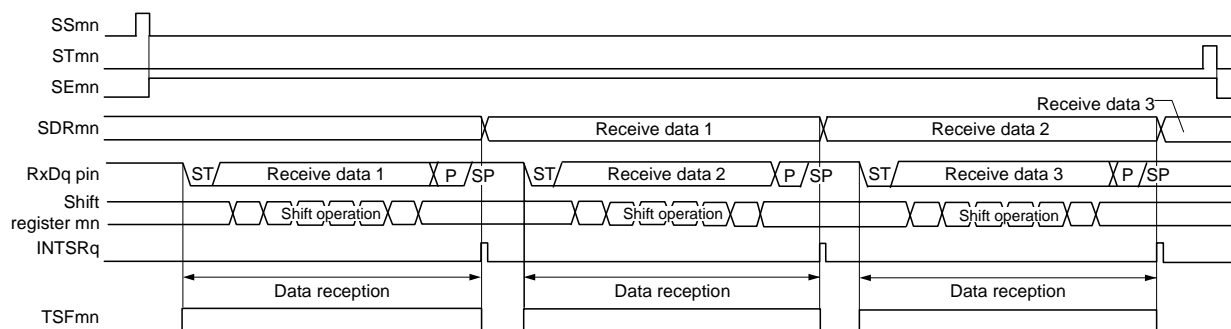 SSmn
STmn
SEmn
Receive data 3
SDRmn
Receive data 1
Receive data 2
RxDq pin
ST
Receive data 1
P
SP
ST
Receive data 2
P
SP
ST
Receive data 3
P
SP
Shift
register mn
Shift operation
Shift operation
Shift operation
INTSRq
Data reception
Data reception
Data reception
TSFmn